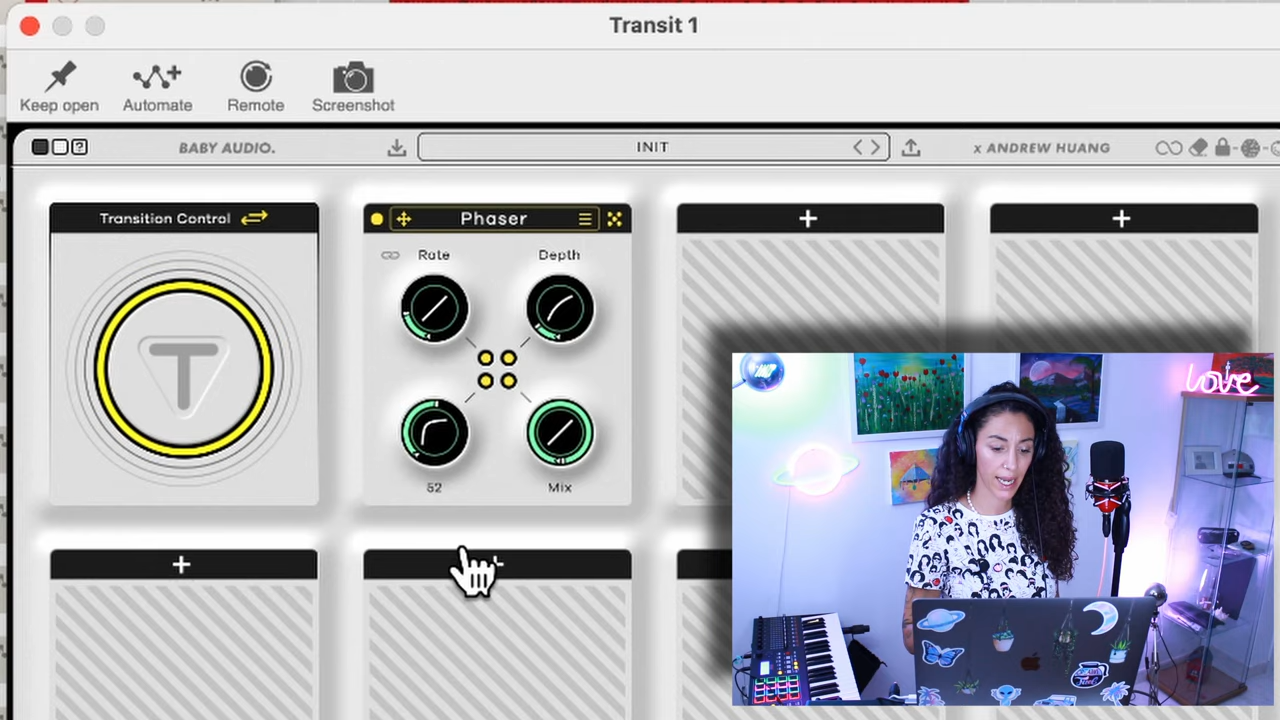 Transit 1
Keep open
Automate
Remote
Screenshot
BABY AUDIO.
INIT
x ANDREW HUANG
Transition Control
Phaser
Rate
Depth
T
52
Mix
love